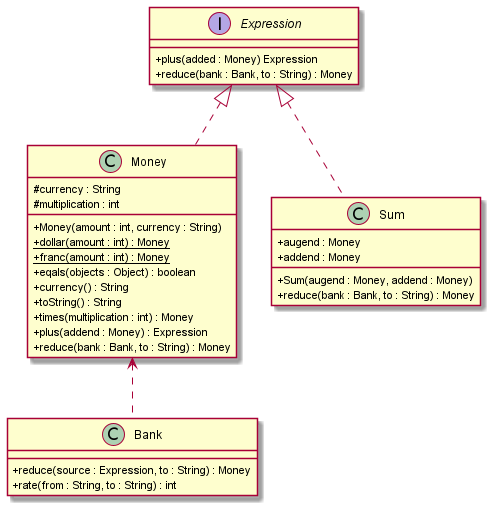 I Expression
+plus(added : Money) Expression
+reduce(bank : Bank, to : String) : Money
C Money
#currency : String
#multiplication : int
+Money(amount : int, currency : String)
+dollar(amount : int) : Money
+franc(amount : int) : Money
+eqals(objects : Object) : boolean
+currency() : String
+toString() : String
+times(multiplication : int) : Money
+plus(addend : Money) : Expression
+reduce(bank : Bank, to : String) : Money
C Sum
+augend : Money
+addend : Money
+Sum(augend : Money, addend : Money)
+reduce(bank : Bank, to : String) : Money
C Bank
+reduce(source : Expression, to : String) : Money
+rate(from : String, to : String) : int